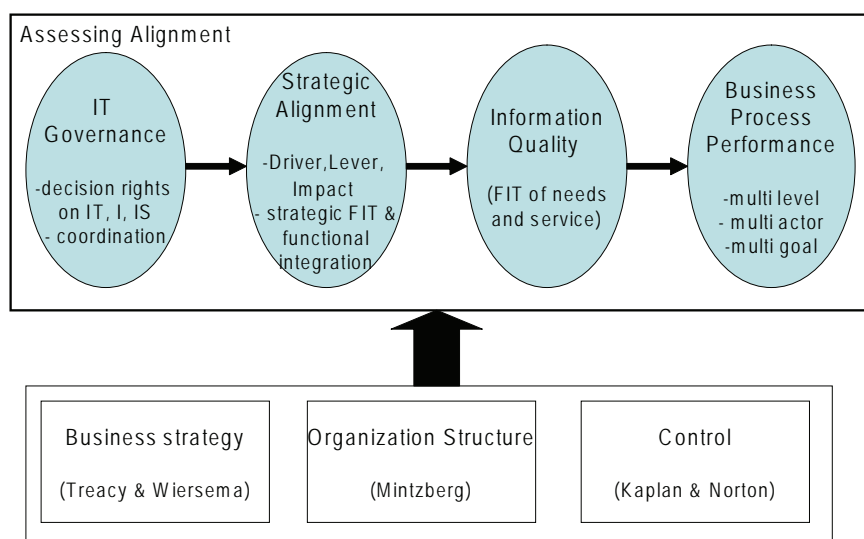 Assessing Alignment
IT
Governance
-decision rights
on IT, I, IS
- coordination
Strategic
Alignment
-Driver,Lever,
Impact
- strategic FIT &
functional
integration
Information
Quality
(FIT of needs
and service)
Business
Process
Performance
-multi level
- multi actor
-multi goal
Business strategy
(Treacy & Wiersema)
Organization Structure
(Mintzberg)
Control
(Kaplan & Norton)